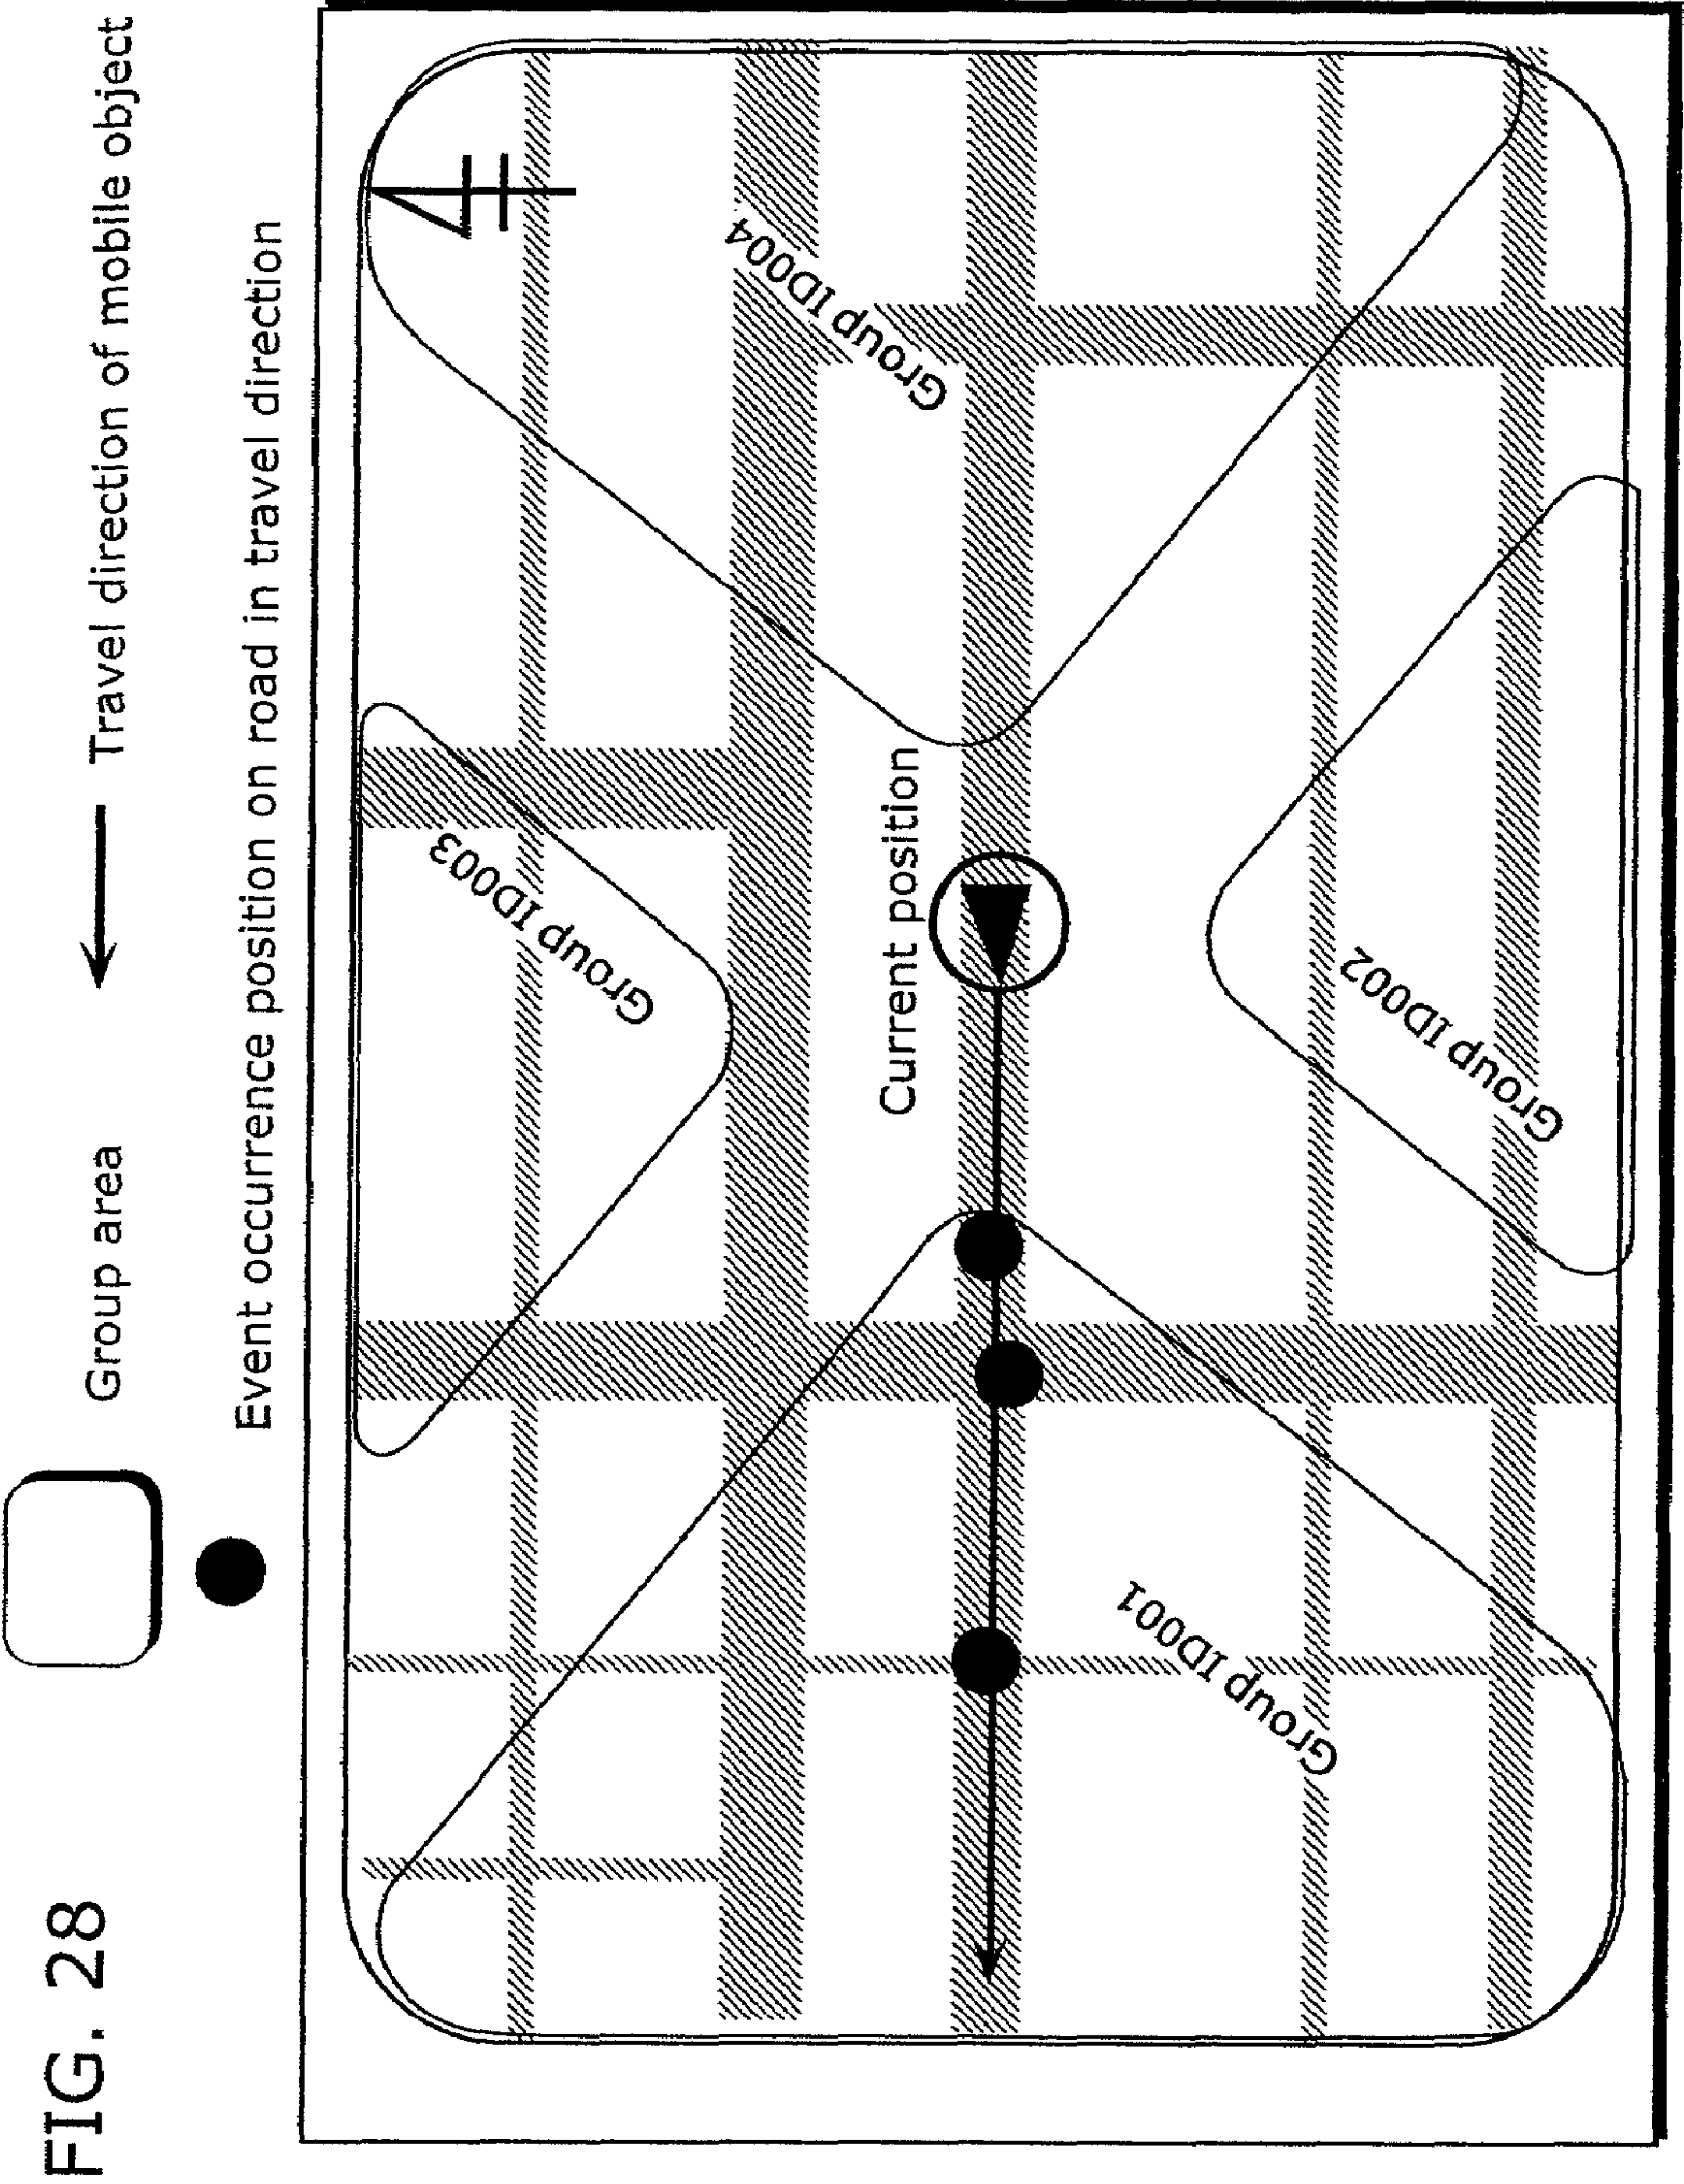 FIG. 28
Group area
Travel direction of mobile object
Event occurrence position on road in travel direction
Group ID003
Group ID004
Current position
Group ID001
Group ID002